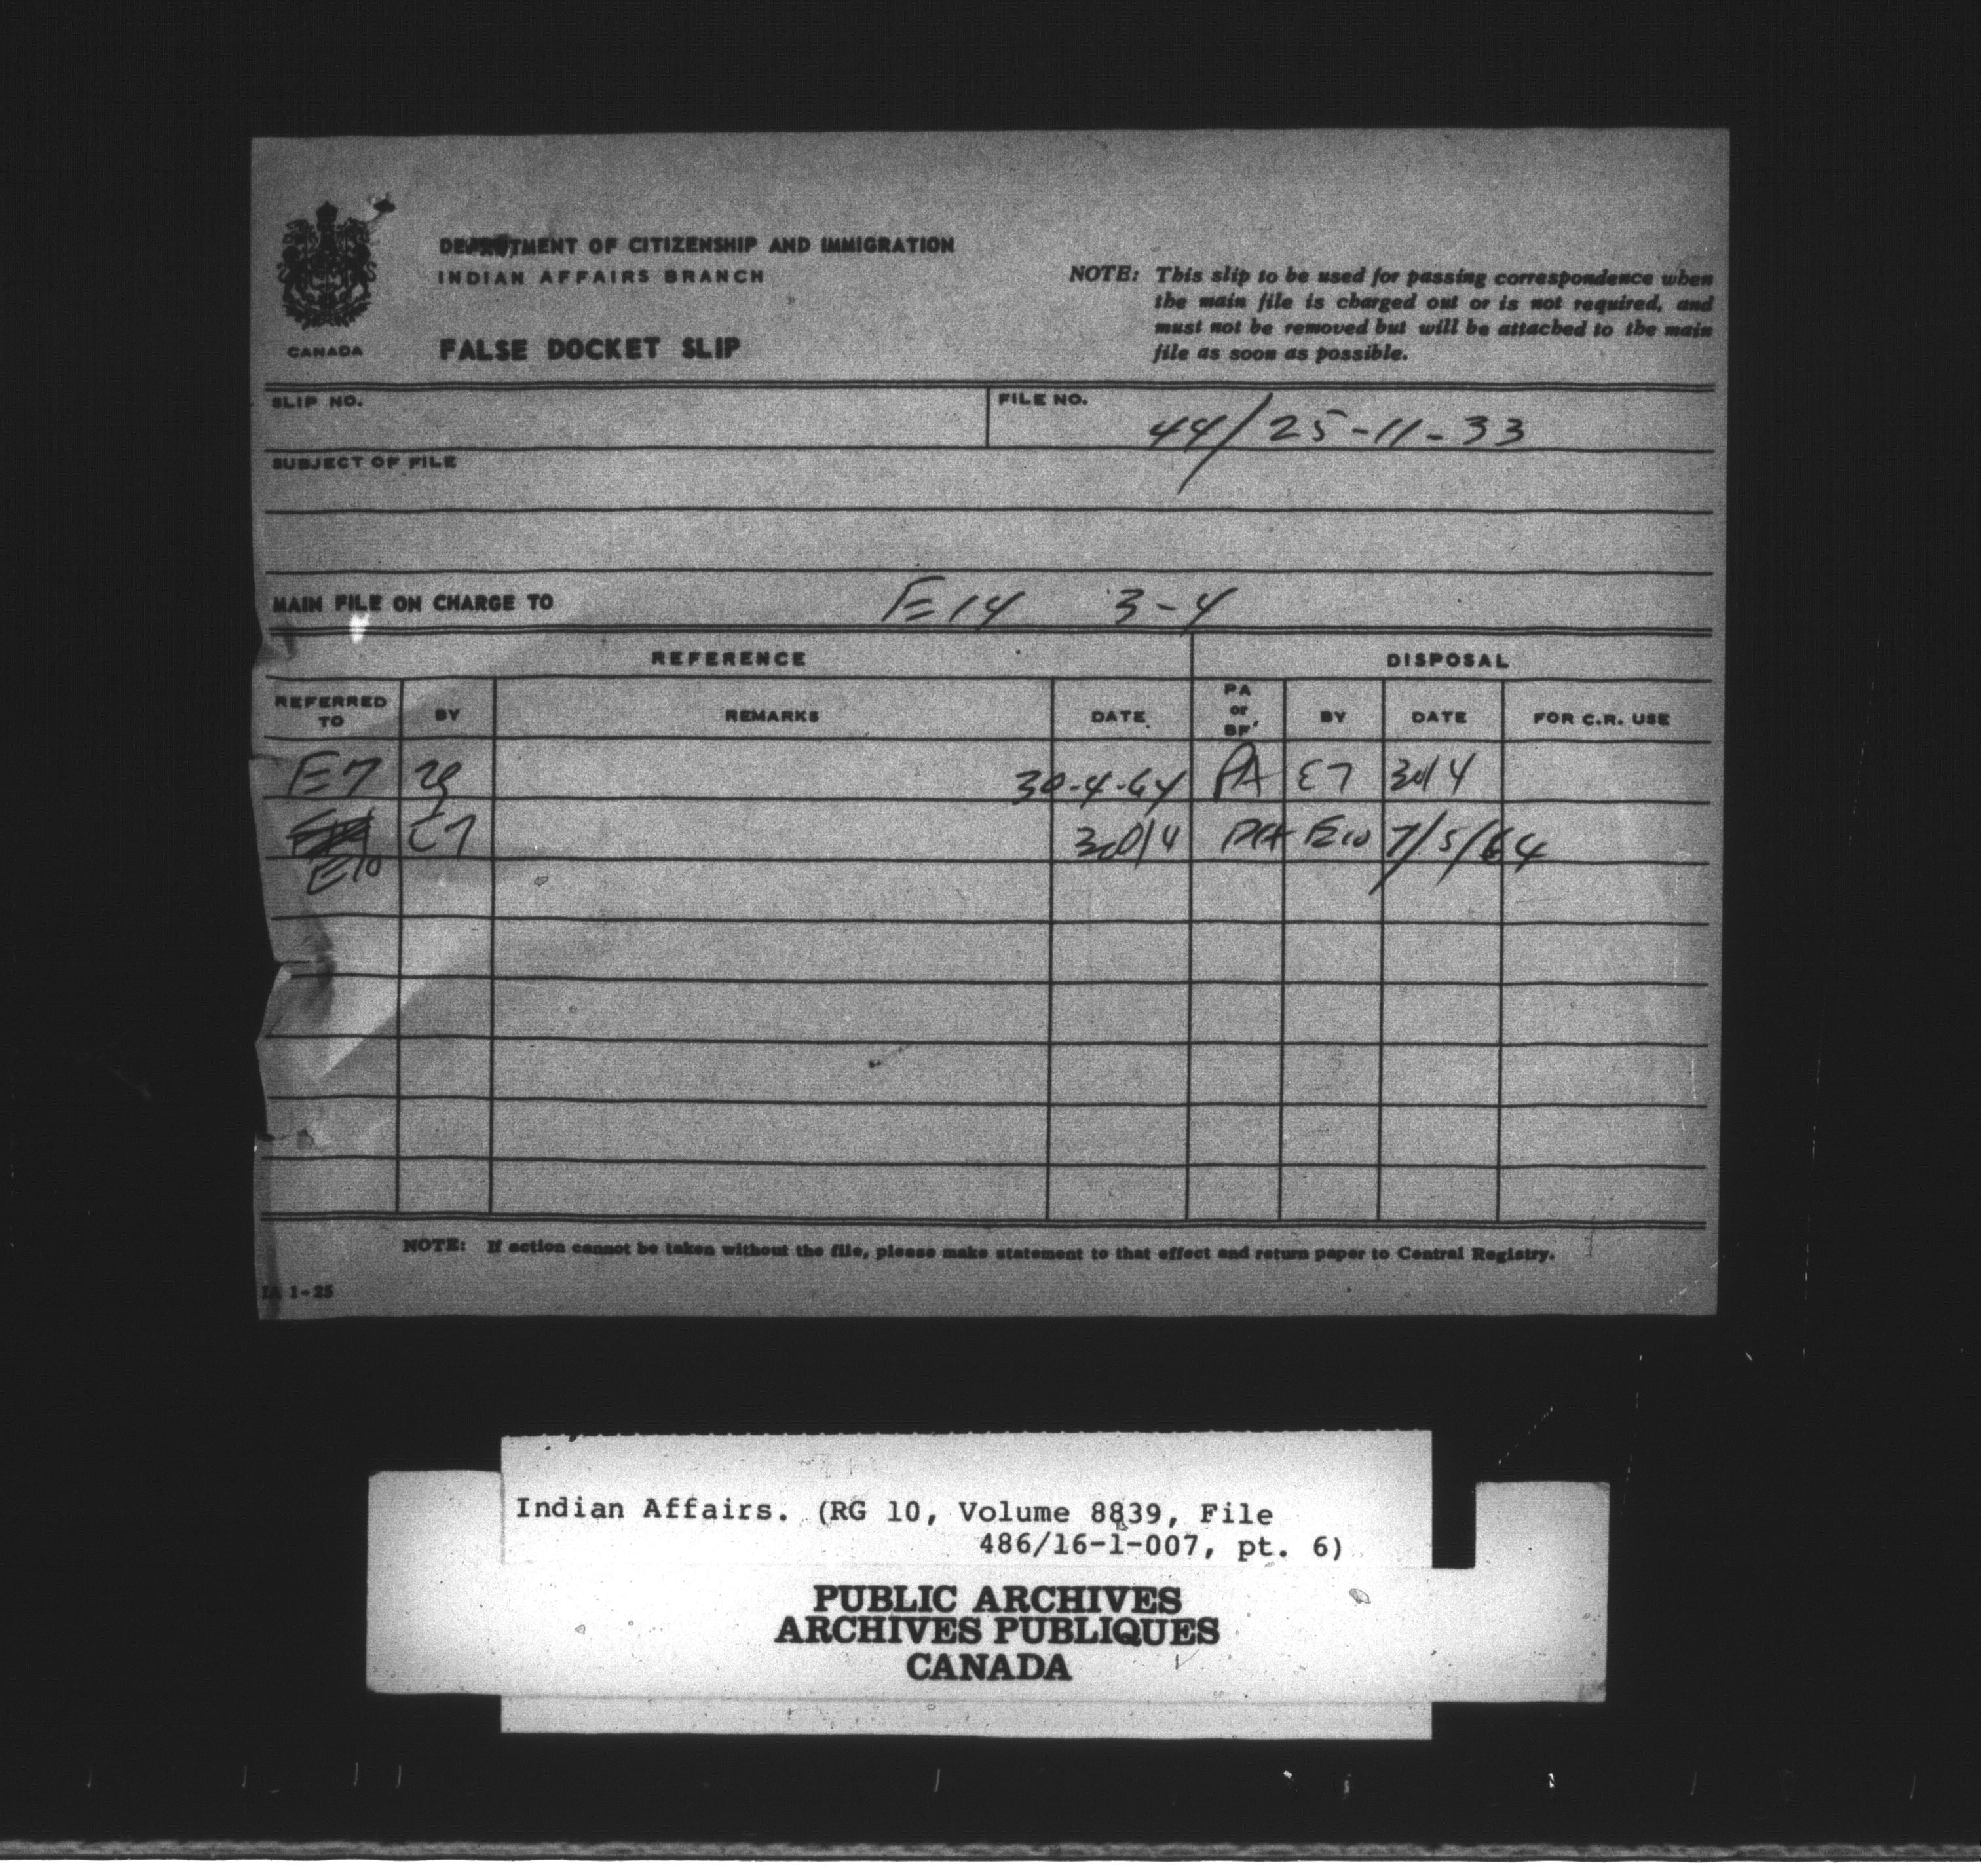 DEPARTMENT OF CITIZENSHIP AND IMMIGRATION
INDIAN AFFAIRS BRANCH
CANADA
FALSE DOCKET SLIP
NOTE: This slip to be used for passing correspondence when
the main file is charged out or is not required, and
must not be removed but will be attached to the main
file as soon as possible.
SLIP NO.
FILE NO. 44/25-11-33
SUBJECT OF FILE
MAIN FILE ON CHARGE TO E14 3-4
REFERENCE DISPOSAL
REFERRED TO BY REMARKS DATE PA or BF BY DATE FOR C.R. USE
E7 30-4-64 PA E7 30/4
E7 30/4 PA E10 7/5/64
E10
NOTE: If action cannot be taken without the file, please make statement to that effect and return paper to Central Registry.
IA 1-25
Indian Affairs. (RG 10, Volume 8839, File
486/16-1-007, pt. 6)
PUBLIC ARCHIVES
ARCHIVES PUBLIQUES
CANADA